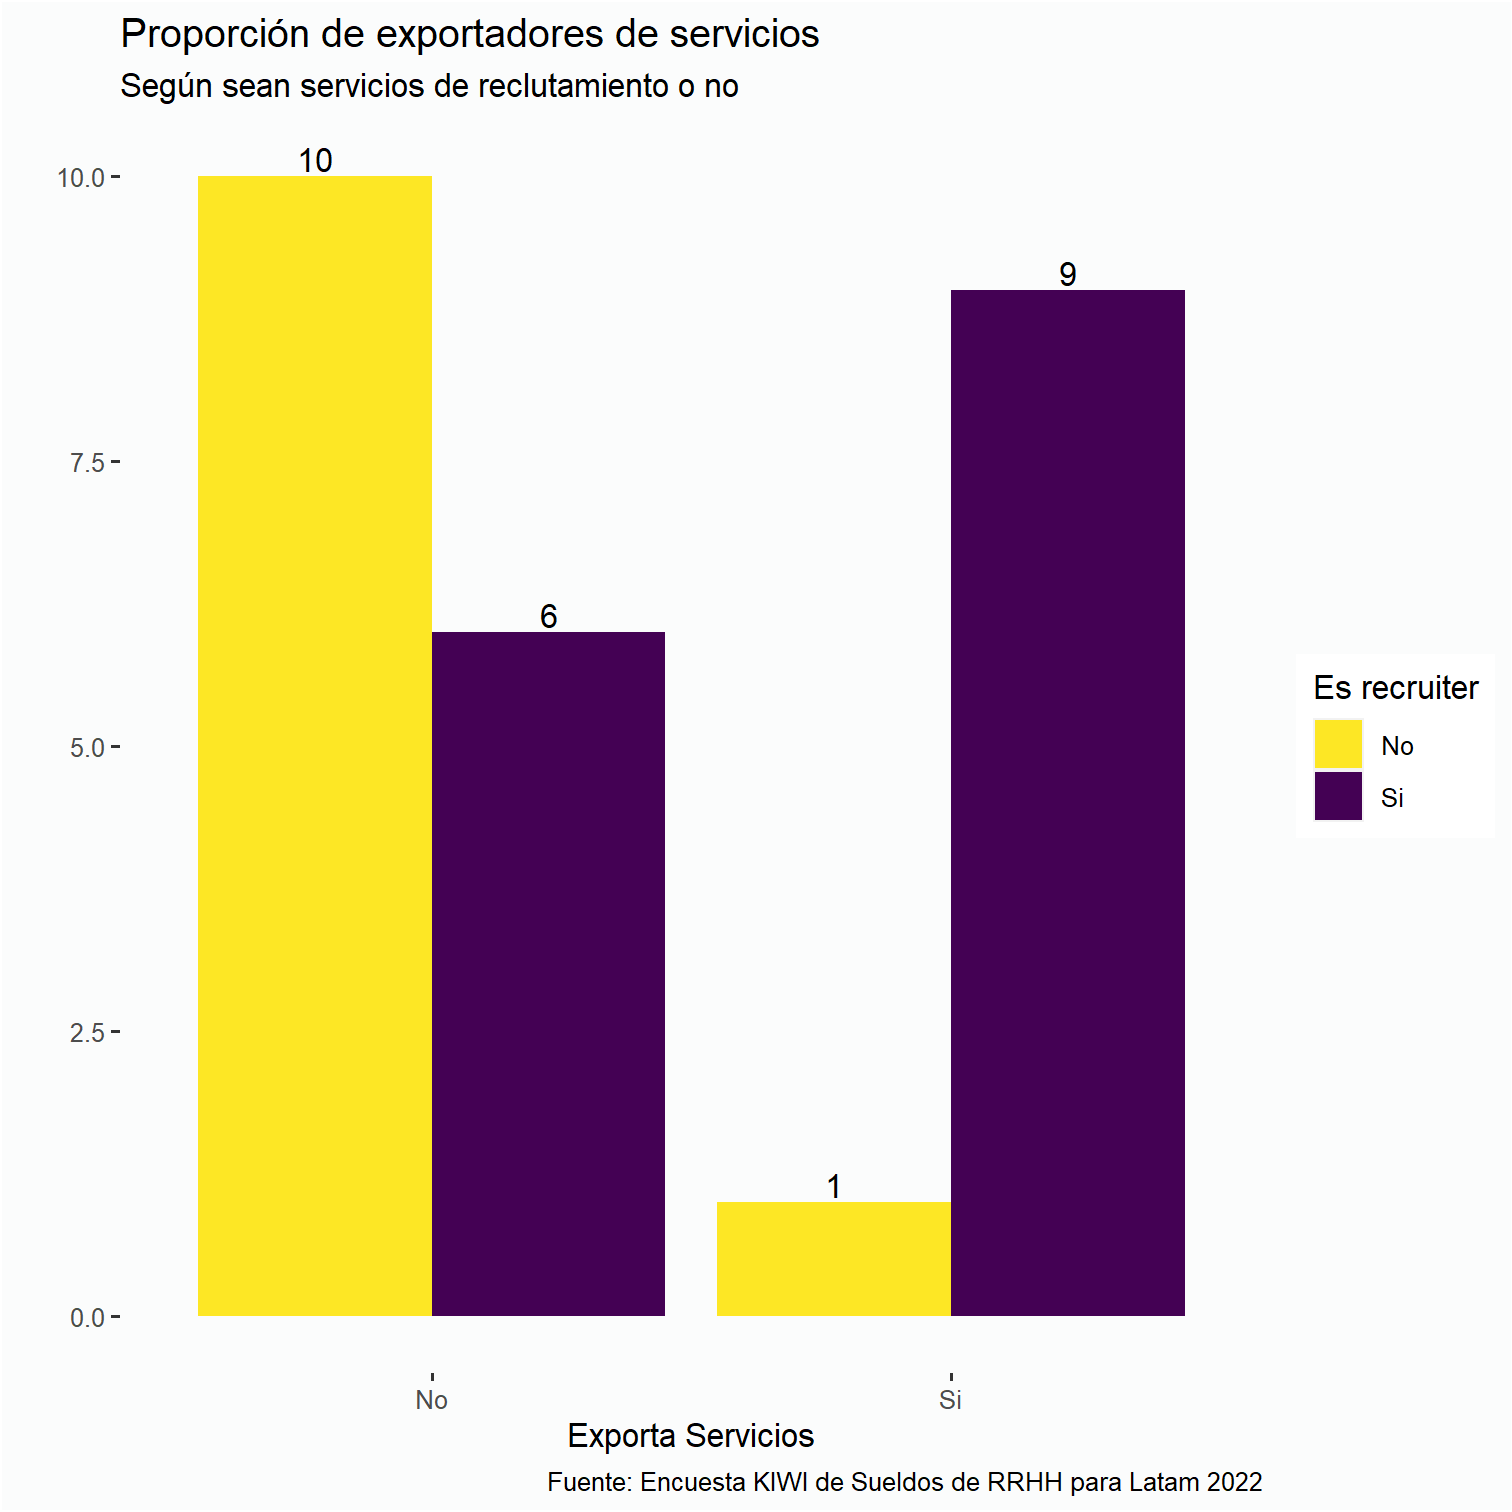 Proporción de exportadores de servicios
Según sean servicios de reclutamiento o no
10
9
6
1
10.0
7.5
5.0
2.5
0.0
No
Si
Exporta Servicios
Es recruiter
No
Si
Fuente: Encuesta KIWI de Sueldos de RRHH para Latam 2022